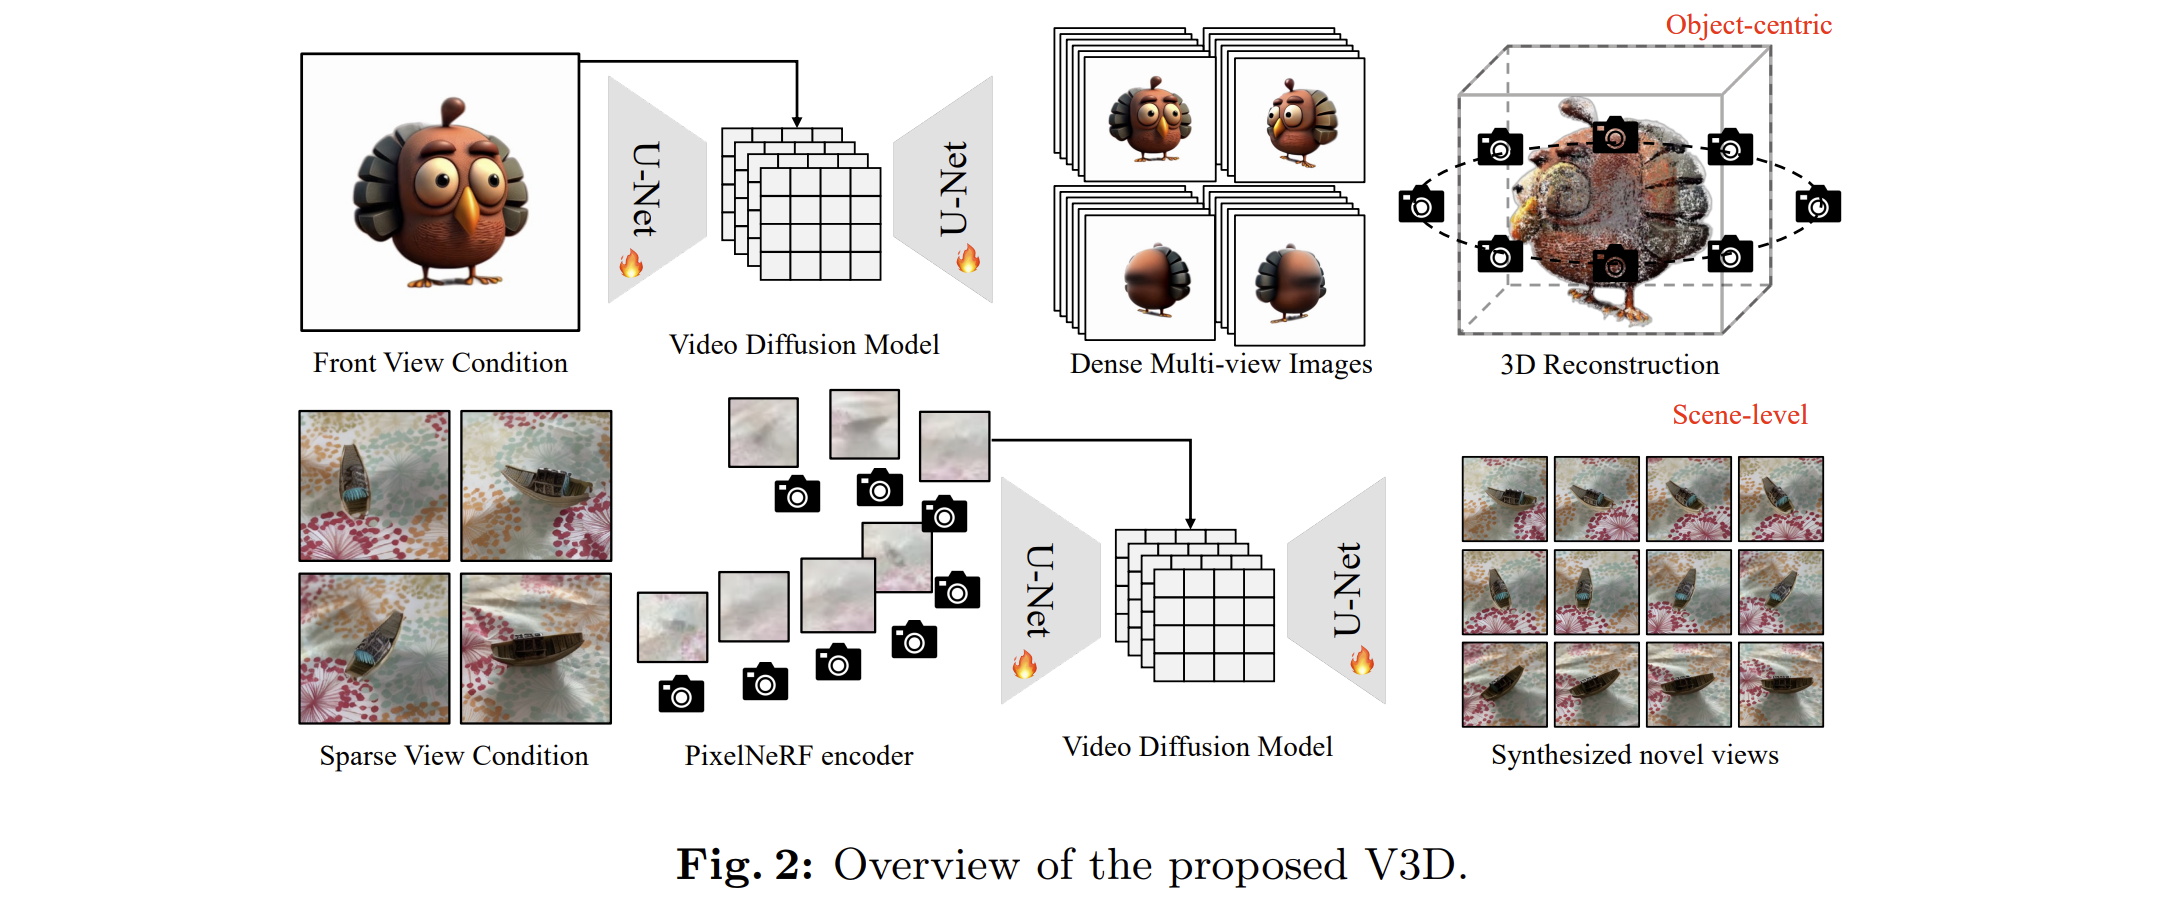 Object-centric
U-Net
U-Net
Front View Condition
Video Diffusion Model
Dense Multi-view Images
3D Reconstruction
Scene-level
U-Net
U-Net
Sparse View Condition
PixelNeRF encoder
Video Diffusion Model
Synthesized novel views
Fig. 2: Overview of the proposed V3D.